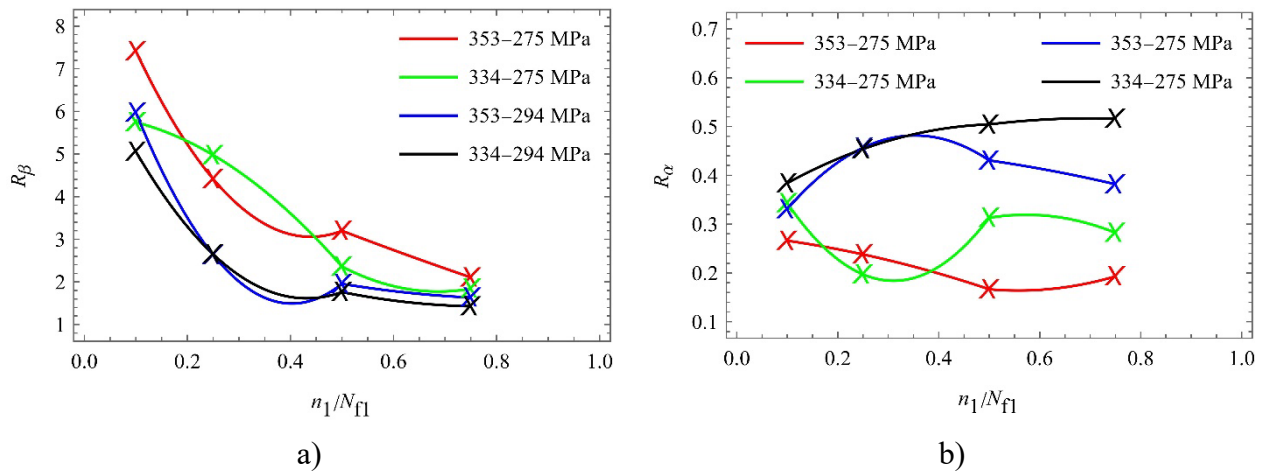 a)
b)
8
7
6
5
4
3
2
1
R_β
353–275 MPa
334–275 MPa
353–294 MPa
334–294 MPa
0.0 0.2 0.4 0.6 0.8 1.0
n₁/N_f1
0.7
0.6
0.5
0.4
0.3
0.2
0.1
R_α
353–275 MPa 353–275 MPa
334–275 MPa 334–275 MPa
0.0 0.2 0.4 0.6 0.8 1.0
n₁/N_f1
a)
b)